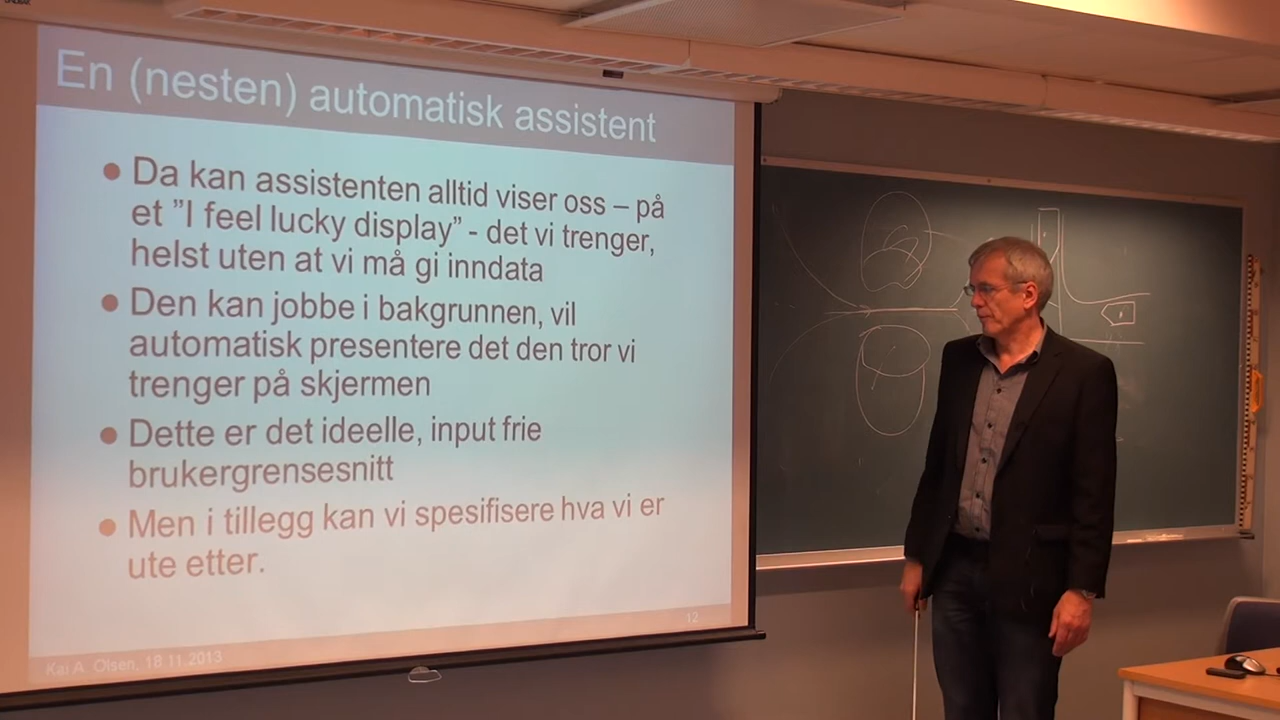 En (nesten) automatisk assistent
● Da kan assistenten alltid viser oss – på
et ”I feel lucky display” - det vi trenger,
helst uten at vi må gi inndata
● Den kan jobbe i bakgrunnen, vil
automatisk presentere det den tror vi
trenger på skjermen
● Dette er det ideelle, input frie
brukergrensesnitt
● Men i tillegg kan vi spesifisere hva vi er
ute etter.
12
Kai A. Olsen, 18.11.2013